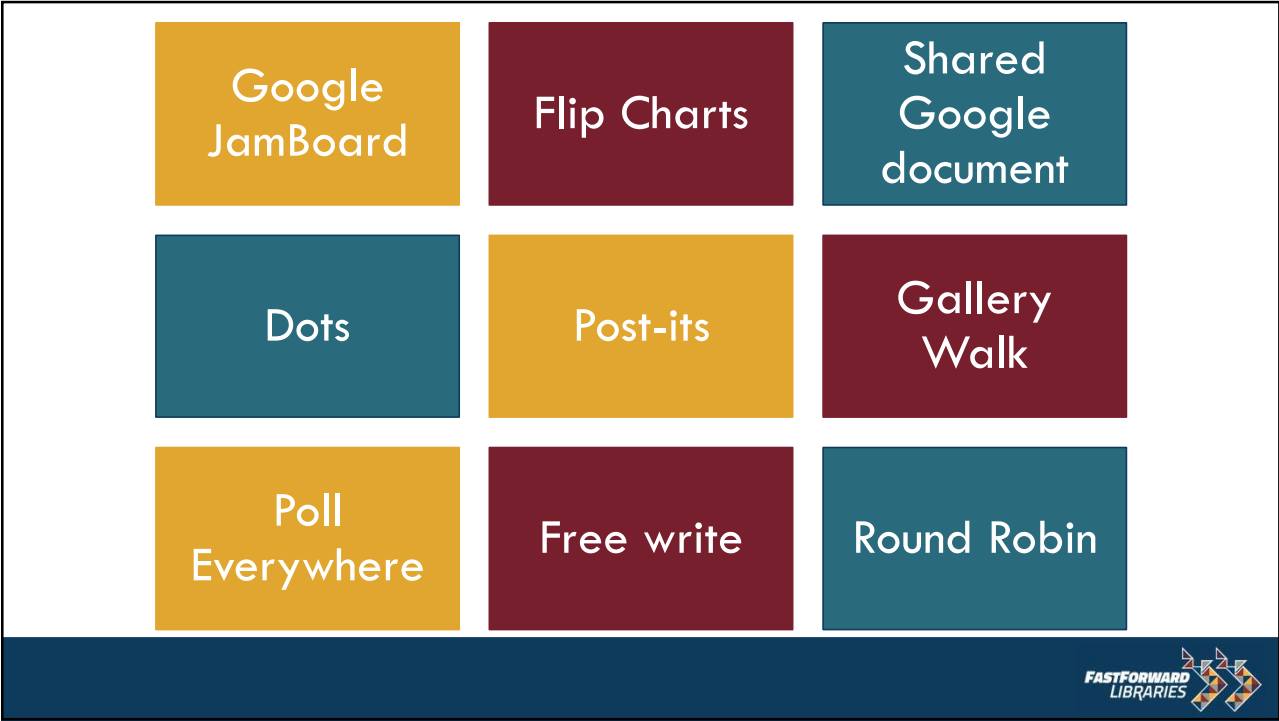 Google
JamBoard
Flip Charts
Shared
Google
document
Dots
Post-its
Gallery
Walk
Poll
Everywhere
Free write
Round Robin
FASTFORWARD
LIBRARIES